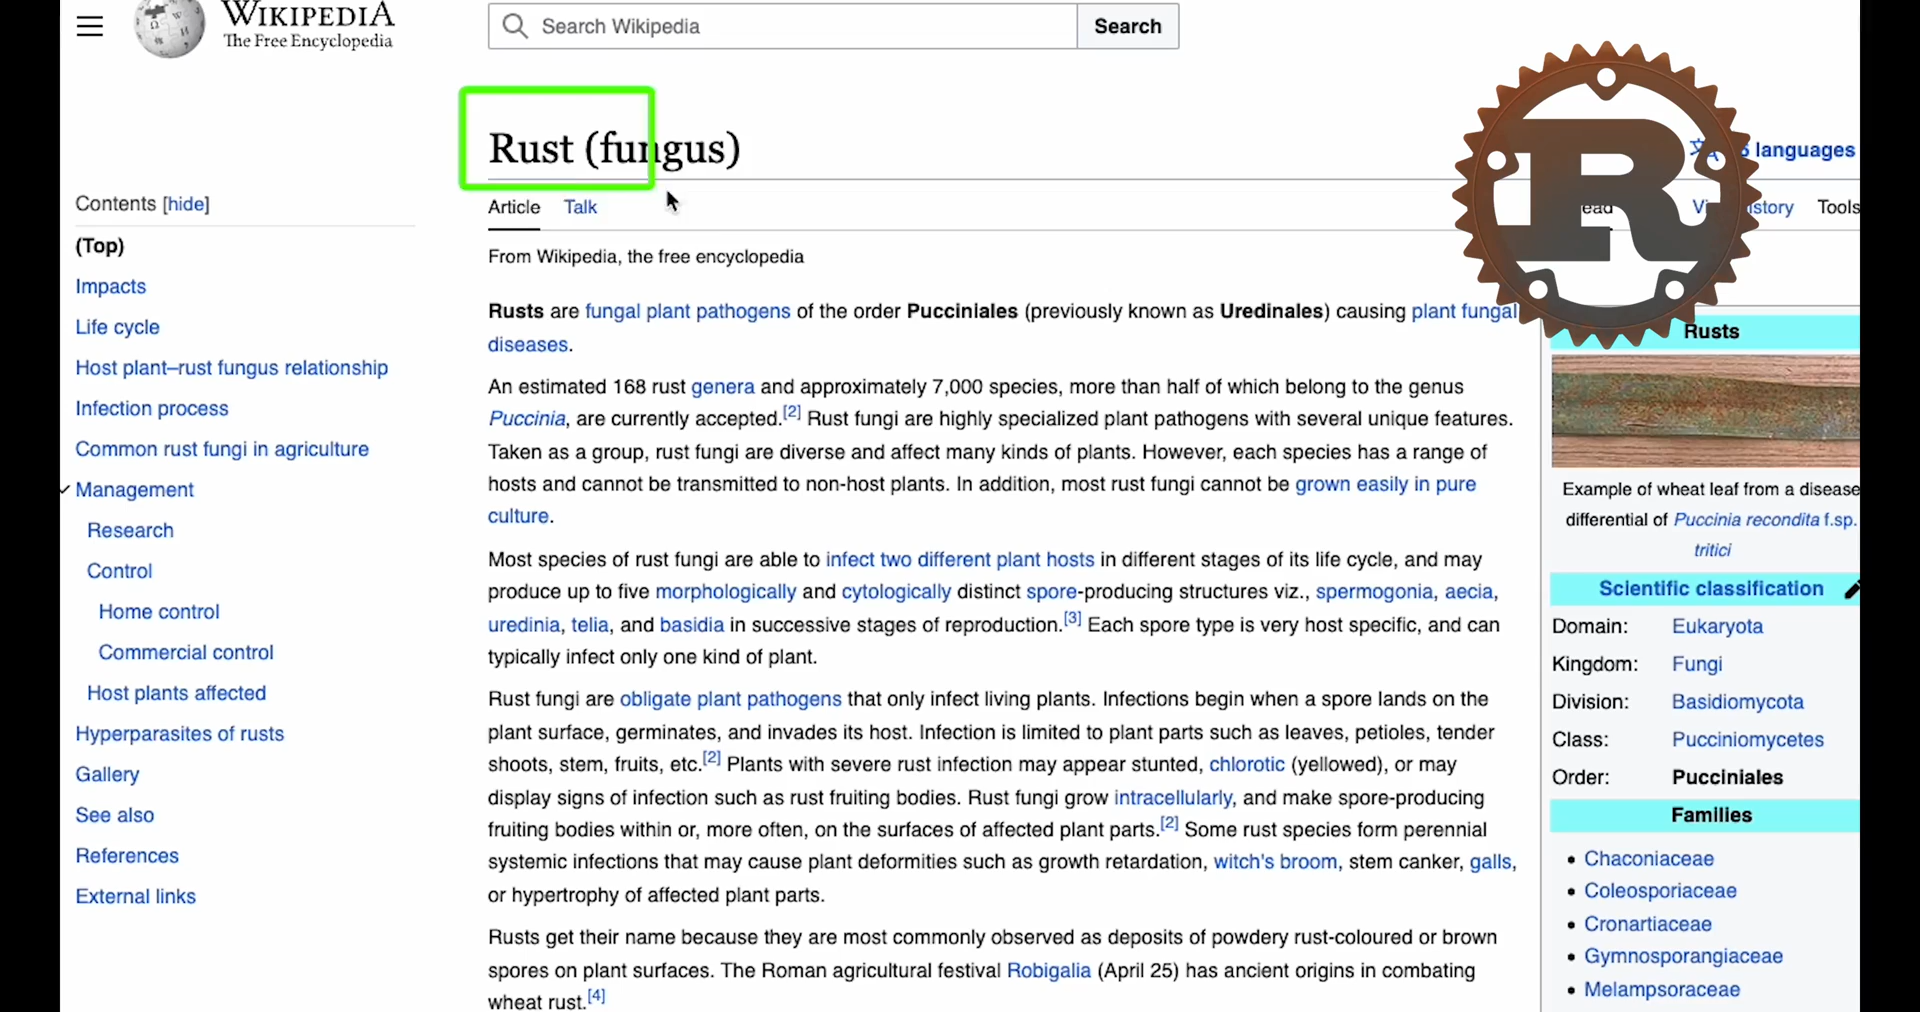 WIKIPEDIA
The Free Encyclopedia
Search Wikipedia
Search
Rust (fungus)
languages
Article
Talk
ead
Vi
istory
Tools
From Wikipedia, the free encyclopedia
Contents [hide]
(Top)
Impacts
Life cycle
Host plant–rust fungus relationship
Infection process
Common rust fungi in agriculture
Management
Research
Control
Home control
Commercial control
Host plants affected
Hyperparasites of rusts
Gallery
See also
References
External links
Rusts are fungal plant pathogens of the order Pucciniales (previously known as Uredinales) causing plant fungal
diseases.
An estimated 168 rust genera and approximately 7,000 species, more than half of which belong to the genus
Puccinia, are currently accepted.[2] Rust fungi are highly specialized plant pathogens with several unique features.
Taken as a group, rust fungi are diverse and affect many kinds of plants. However, each species has a range of
hosts and cannot be transmitted to non-host plants. In addition, most rust fungi cannot be grown easily in pure
culture.
Most species of rust fungi are able to infect two different plant hosts in different stages of its life cycle, and may
produce up to five morphologically and cytologically distinct spore-producing structures viz., spermogonia, aecia,
uredinia, telia, and basidia in successive stages of reproduction.[3] Each spore type is very host specific, and can
typically infect only one kind of plant.
Rust fungi are obligate plant pathogens that only infect living plants. Infections begin when a spore lands on the
plant surface, germinates, and invades its host. Infection is limited to plant parts such as leaves, petioles, tender
shoots, stem, fruits, etc.[2] Plants with severe rust infection may appear stunted, chlorotic (yellowed), or may
display signs of infection such as rust fruiting bodies. Rust fungi grow intracellularly, and make spore-producing
fruiting bodies within or, more often, on the surfaces of affected plant parts.[2] Some rust species form perennial
systemic infections that may cause plant deformities such as growth retardation, witch's broom, stem canker, galls,
or hypertrophy of affected plant parts.
Rusts get their name because they are most commonly observed as deposits of powdery rust-coloured or brown
spores on plant surfaces. The Roman agricultural festival Robigalia (April 25) has ancient origins in combating
wheat rust.[4]
R
Rusts
Example of wheat leaf from a disease
differential of Puccinia recondita f.sp.
tritici
Scientific classification
Domain: Eukaryota
Kingdom: Fungi
Division: Basidiomycota
Class: Pucciniomycetes
Order: Pucciniales
Families
Chaconiaceae
Coleosporiaceae
Cronartiaceae
Gymnosporangiaceae
Melampsoraceae